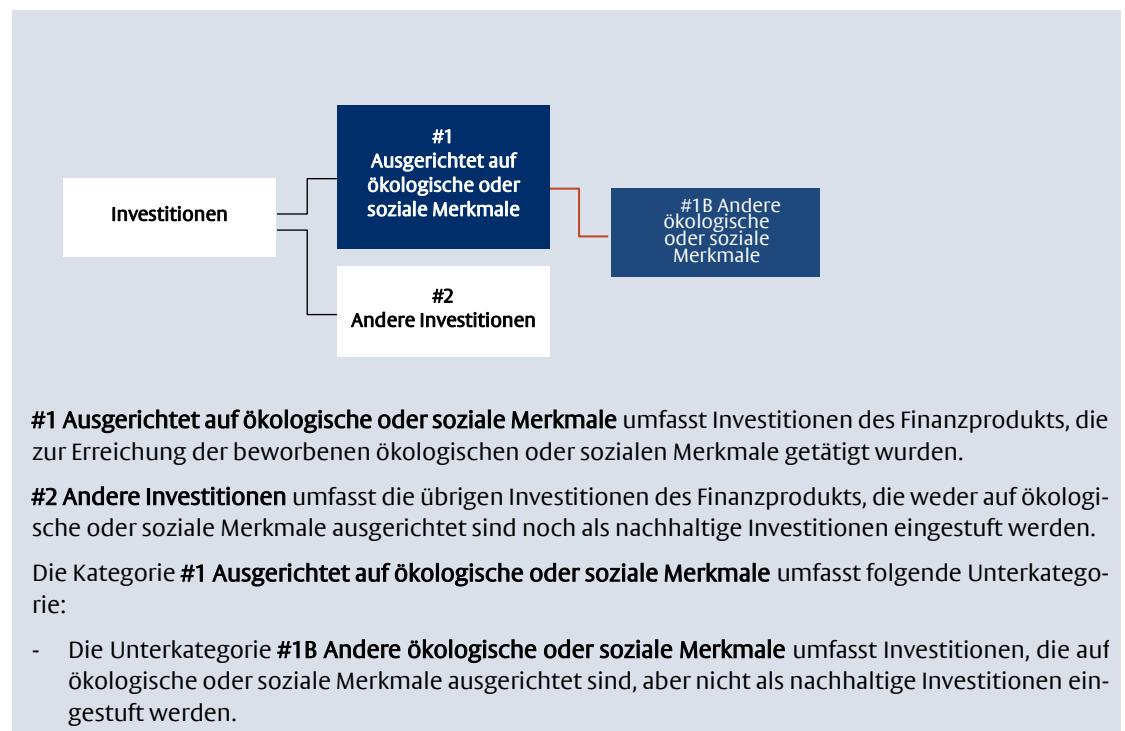 #1
Ausgerichtet auf
ökologische oder
soziale Merkmale
Investitionen
#1B Andere
ökologische
oder soziale
Merkmale
#2
Andere Investitionen
#1 Ausgerichtet auf ökologische oder soziale Merkmale umfasst Investitionen des Finanzprodukts, die
zur Erreichung der beworbenen ökologischen oder sozialen Merkmale getätigt wurden.
#2 Andere Investitionen umfasst die übrigen Investitionen des Finanzprodukts, die weder auf ökologi-
sche oder soziale Merkmale ausgerichtet sind noch als nachhaltige Investitionen eingestuft werden.
Die Kategorie #1 Ausgerichtet auf ökologische oder soziale Merkmale umfasst folgende Unterkatego-
rie:
- Die Unterkategorie #1B Andere ökologische oder soziale Merkmale umfasst Investitionen, die auf
ökologische oder soziale Merkmale ausgerichtet sind, aber nicht als nachhaltige Investitionen ein-
gestuft werden.